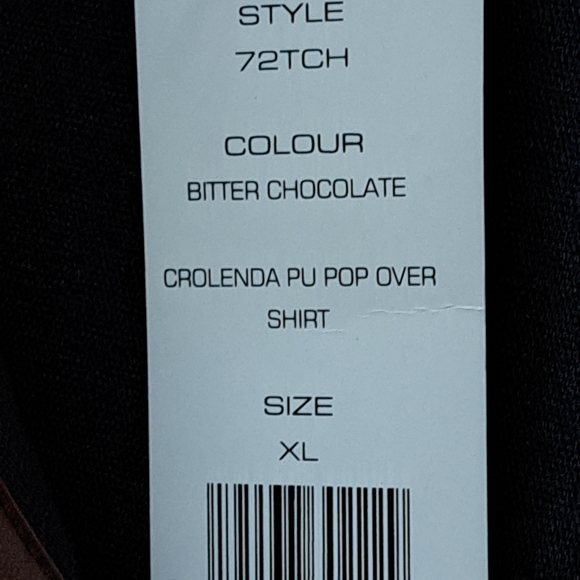 STYLE
72TCH
COLOUR
BITTER CHOCOLATE
CROLENDA PU POP OVER
SHIRT
SIZE
XL